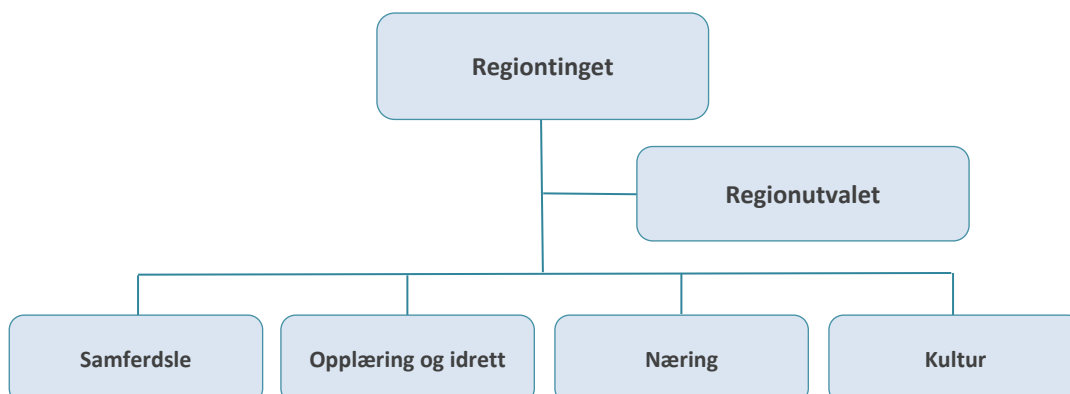 Regiontinget
Regionutvalet
Samferdsle
Opplæring og idrett
Næring
Kultur